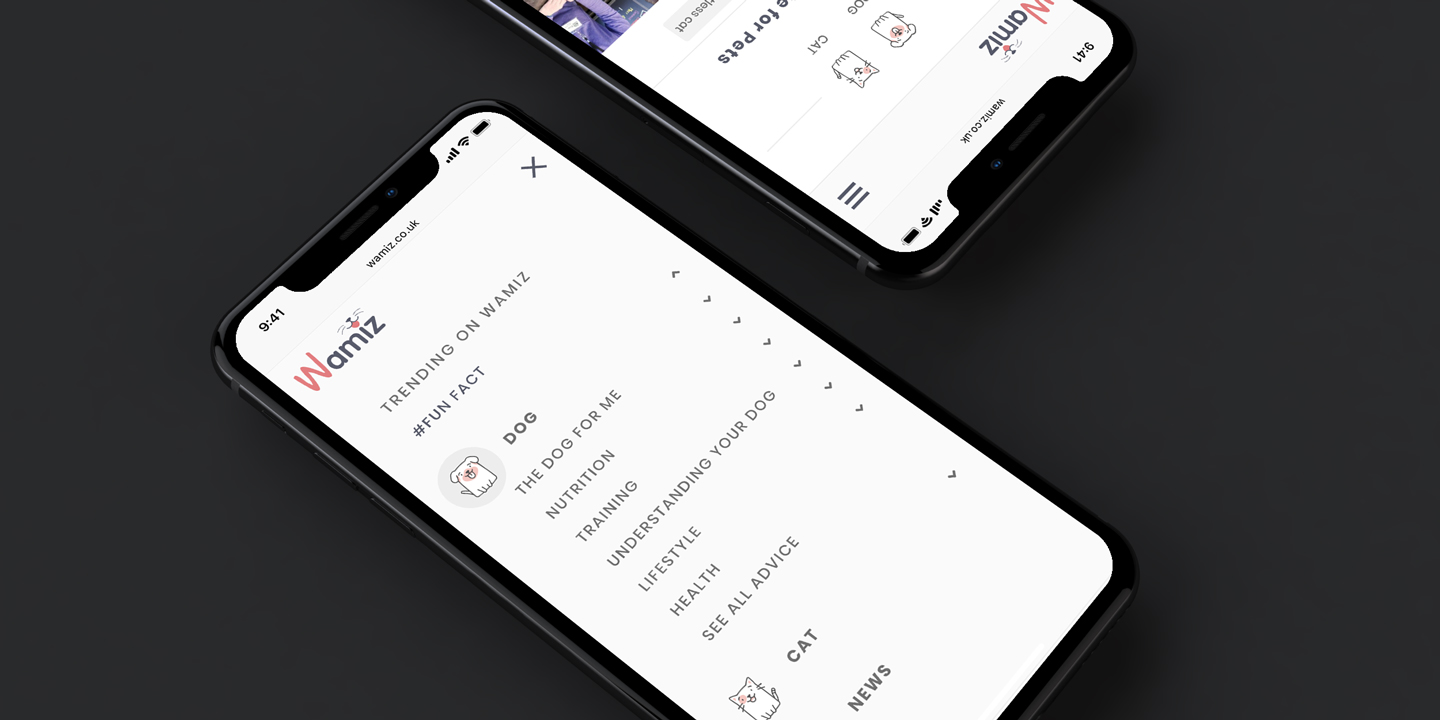 9:41
wamiz.co.uk
Wamiz
TRENDING ON WAMIZ
#FUN FACT
DOG
THE DOG FOR ME
NUTRITION
TRAINING
UNDERSTANDING YOUR DOG
LIFESTYLE
HEALTH
SEE ALL ADVICE
CAT
NEWS
9:41
wamiz.co.uk
Wamiz
DOG
CAT
e for Pets
tless cat